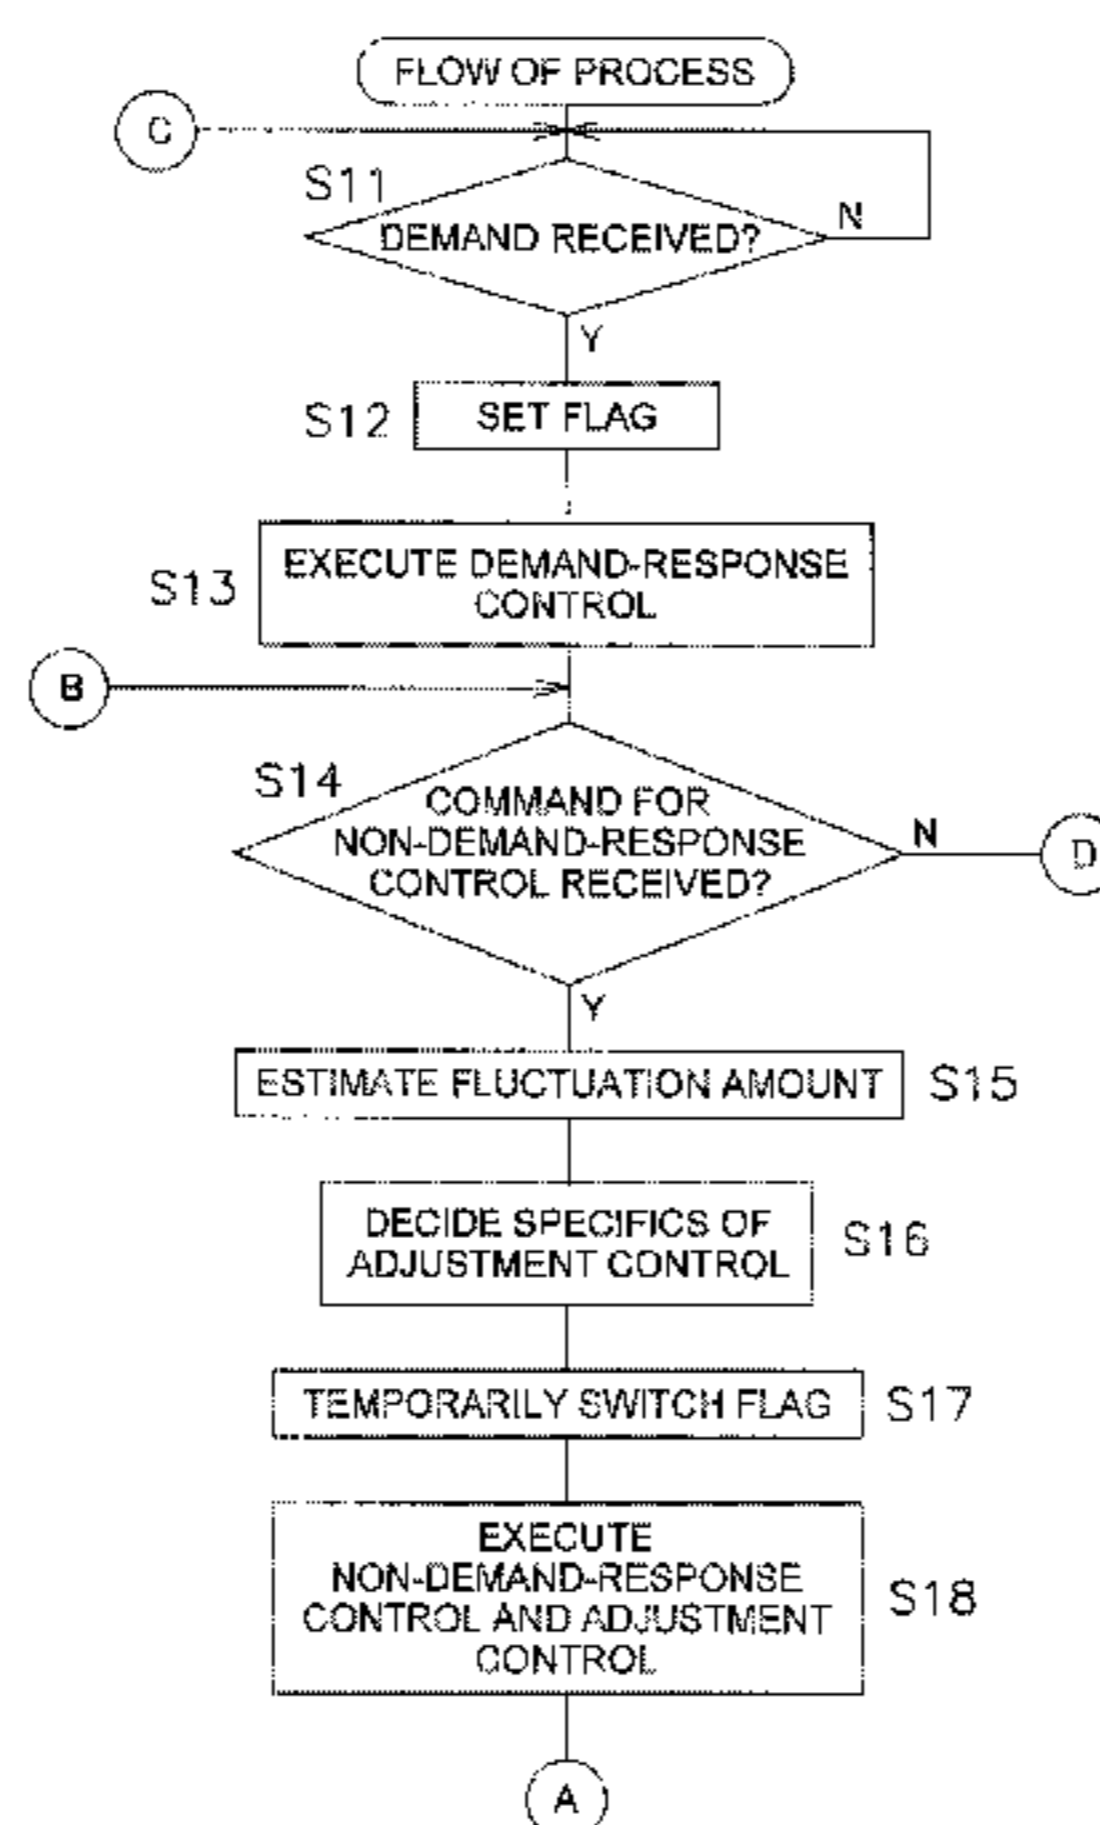 FLOW OF PROCESS
C
S11
DEMAND RECEIVED?
N
Y
S12
SET FLAG
S13
EXECUTE DEMAND-RESPONSE
CONTROL
B
S14
COMMAND FOR
NON-DEMAND-RESPONSE
CONTROL RECEIVED?
N
D
Y
ESTIMATE FLUCTUATION AMOUNT
S15
DECIDE SPECIFICS OF
ADJUSTMENT CONTROL
S16
TEMPORARILY SWITCH FLAG
S17
EXECUTE
NON-DEMAND-RESPONSE
CONTROL AND ADJUSTMENT
CONTROL
S18
A